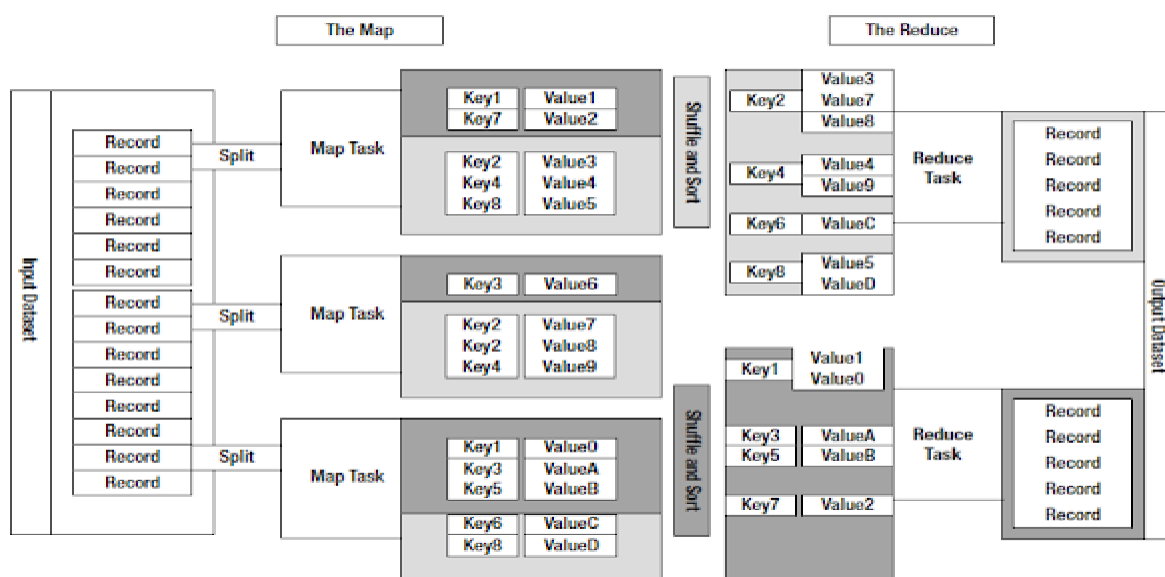 The Map
The Reduce
Input Dataset
Record
Record
Record
Record
Record
Record
Record
Record
Record
Record
Record
Record
Record
Record
Split
Split
Split
Map Task
Map Task
Map Task
Key1 Value1
Key7 Value2
Key2 Value3
Key4 Value4
Key8 Value5
Key3 Value6
Key2 Value7
Key2 Value8
Key4 Value9
Key1 Value0
Key3 ValueA
Key5 ValueB
Key6 ValueC
Key8 ValueD
Shuffle and Sort
Shuffle and Sort
Value3
Key2 Value7
Value8
Key4 Value4
Value9
Key6 ValueC
Key8 Value5
ValueD
Key1 Value1
Value0
Key3 ValueA
Key5 ValueB
Key7 Value2
Reduce
Task
Reduce
Task
Record
Record
Record
Record
Record
Record
Record
Record
Record
Record
Output Dataset